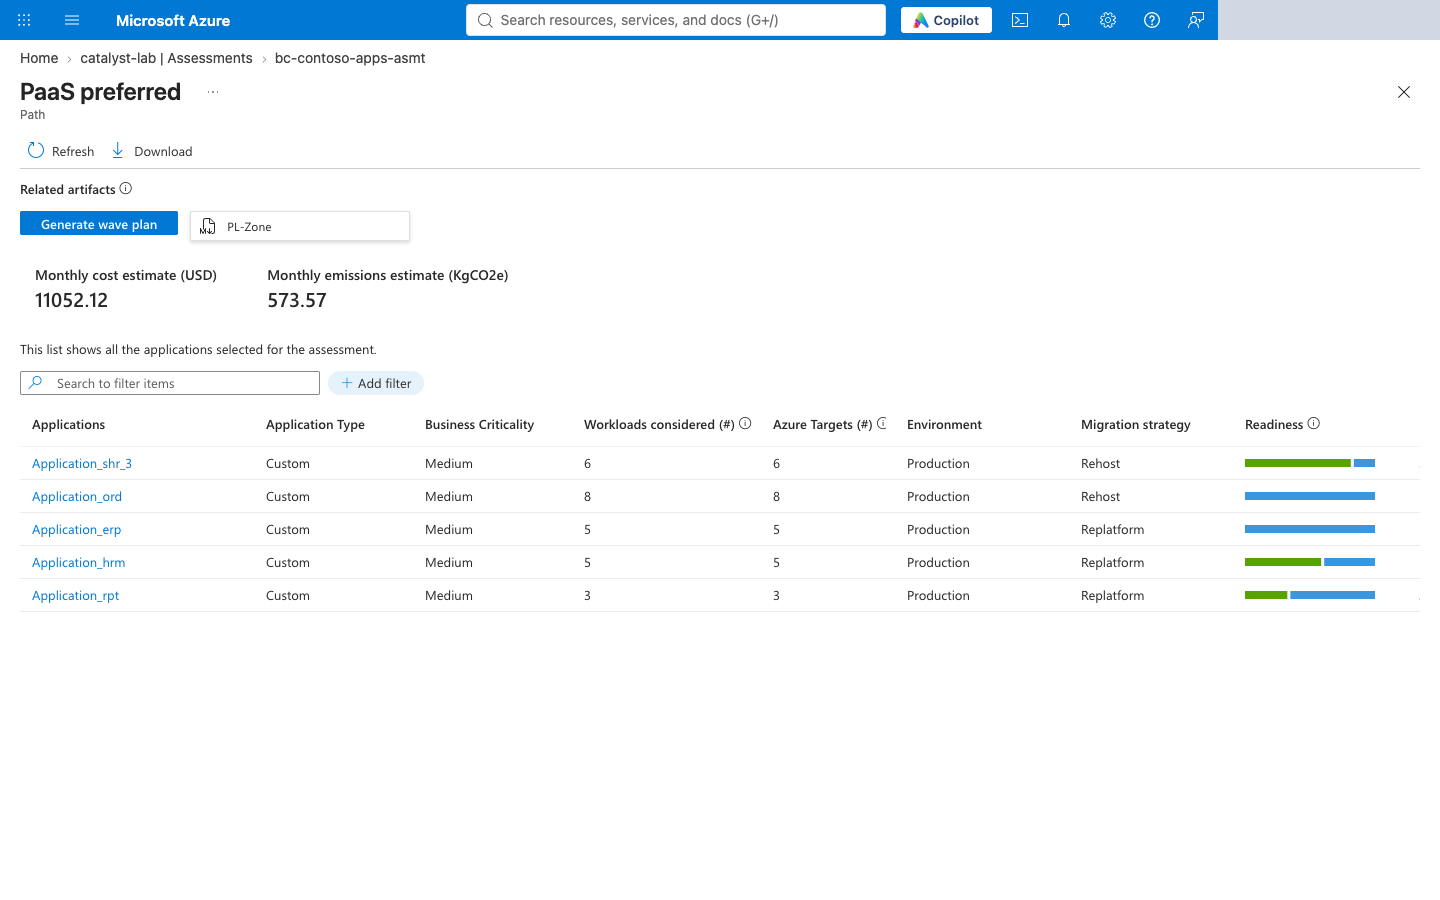 Microsoft Azure
Search resources, services, and docs (G+/)
Copilot
Home > catalyst-lab | Assessments > bc-contoso-apps-asmt
PaaS preferred ...
Path
Refresh Download
Related artifacts
Generate wave plan
M↓ PL-Zone
Monthly cost estimate (USD) Monthly emissions estimate (KgCO2e)
11052.12 573.57
This list shows all the applications selected for the assessment.
Search to filter items
+ Add filter
Applications Application Type Business Criticality Workloads considered (#) Azure Targets (#) Environment Migration strategy Readiness
Application_shr_3 Custom Medium 6 6 Production Rehost
Application_ord Custom Medium 8 8 Production Rehost
Application_erp Custom Medium 5 5 Production Replatform
Application_hrm Custom Medium 5 5 Production Replatform
Application_rpt Custom Medium 3 3 Production Replatform